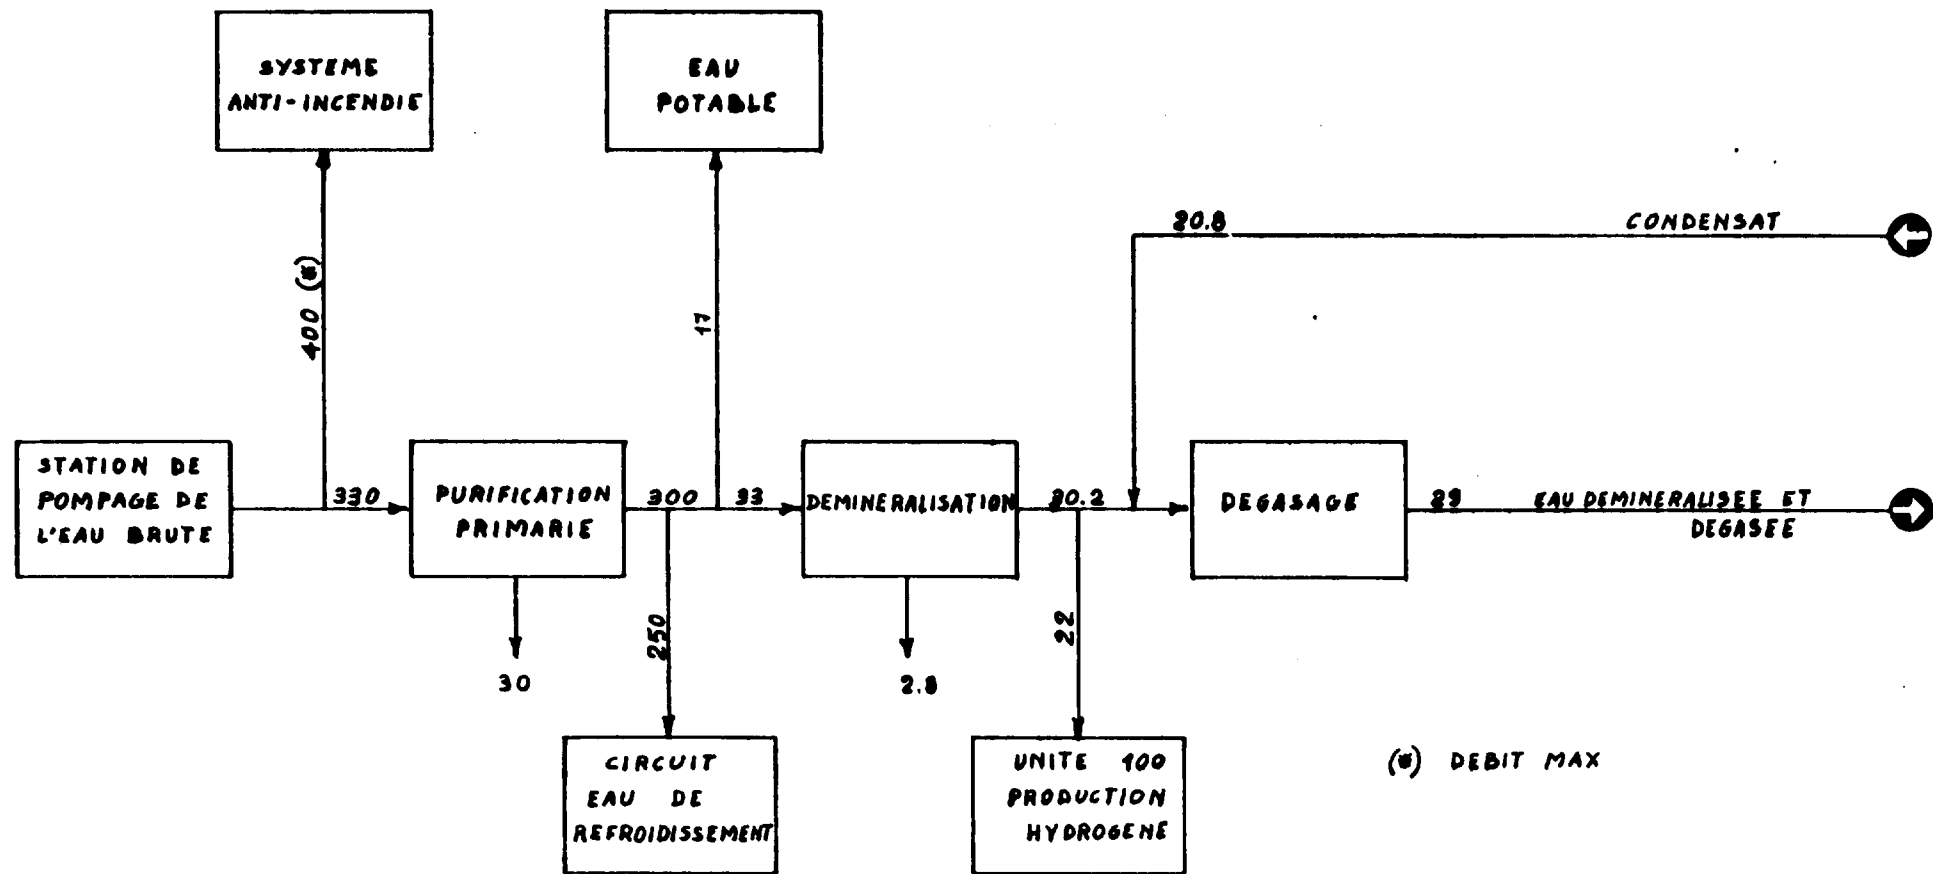 SYSTEME
ANTI-INCENDIE
EAU
POTABLE
20.8
CONDENSAT
400 (*)
17
STATION DE
POMPAGE DE
L'EAU BRUTE
330
PURIFICATION
PRIMARIE
300
33
DEMINERALISATION
30.2
DEGASAGE
29
EAU DEMINERALISEE ET
DEGASEE
30
250
2.8
22
CIRCUIT
EAU DE
REFROIDISSEMENT
UNITE 100
PRODUCTION
HYDROGENE
(*) DEBIT MAX